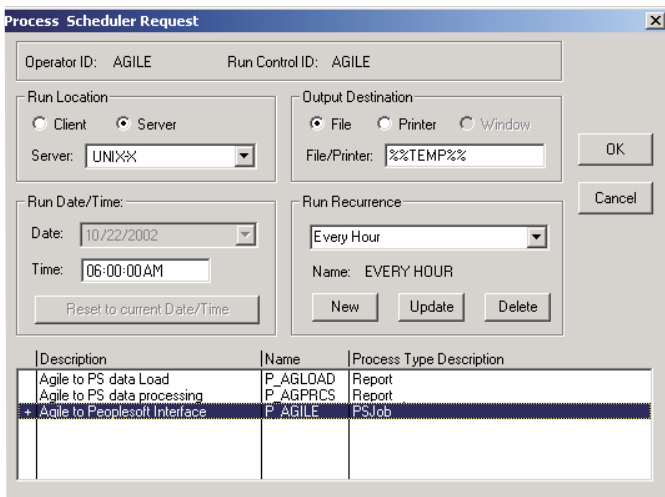 Process Scheduler Request
Operator ID: AGILE Run Control ID: AGILE
Run Location
Client Server
Server: UNIX-X
Output Destination
File Printer Window
File/Printer: %%TEMP%%
OK
Cancel
Run Date/Time:
Date: 10/22/2002
Time: 06:00:00AM
Reset to current Date/Time
Run Recurrence
Every Hour
Name: EVERY HOUR
New Update Delete
Description Name Process Type Description
Agile to PS data Load P_AGLOAD Report
Agile to PS data processing P_AGPRCS Report
+ Agile to Peoplesoft Interface P_AGILE PSJob